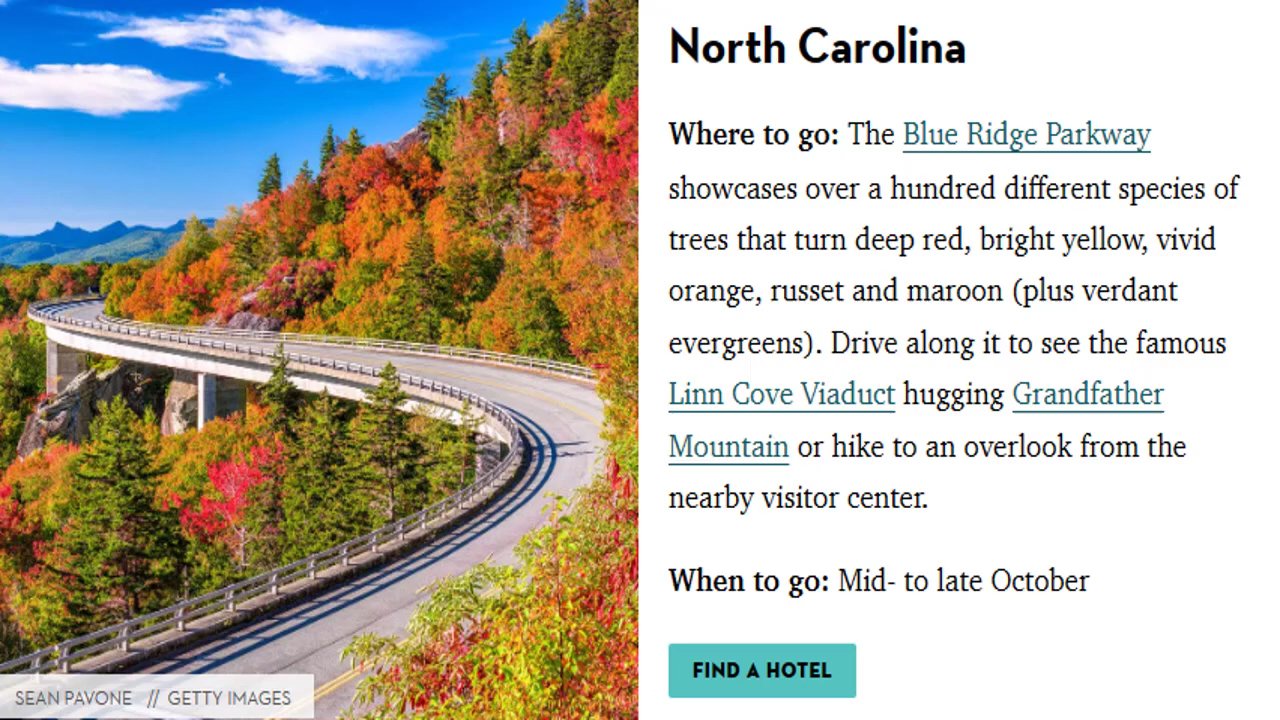 North Carolina
Where to go: The Blue Ridge Parkway
showcases over a hundred different species of
trees that turn deep red, bright yellow, vivid
orange, russet and maroon (plus verdant
evergreens). Drive along it to see the famous
Linn Cove Viaduct hugging Grandfather
Mountain or hike to an overlook from the
nearby visitor center.
When to go: Mid- to late October
FIND A HOTEL
SEAN PAVONE // GETTY IMAGES